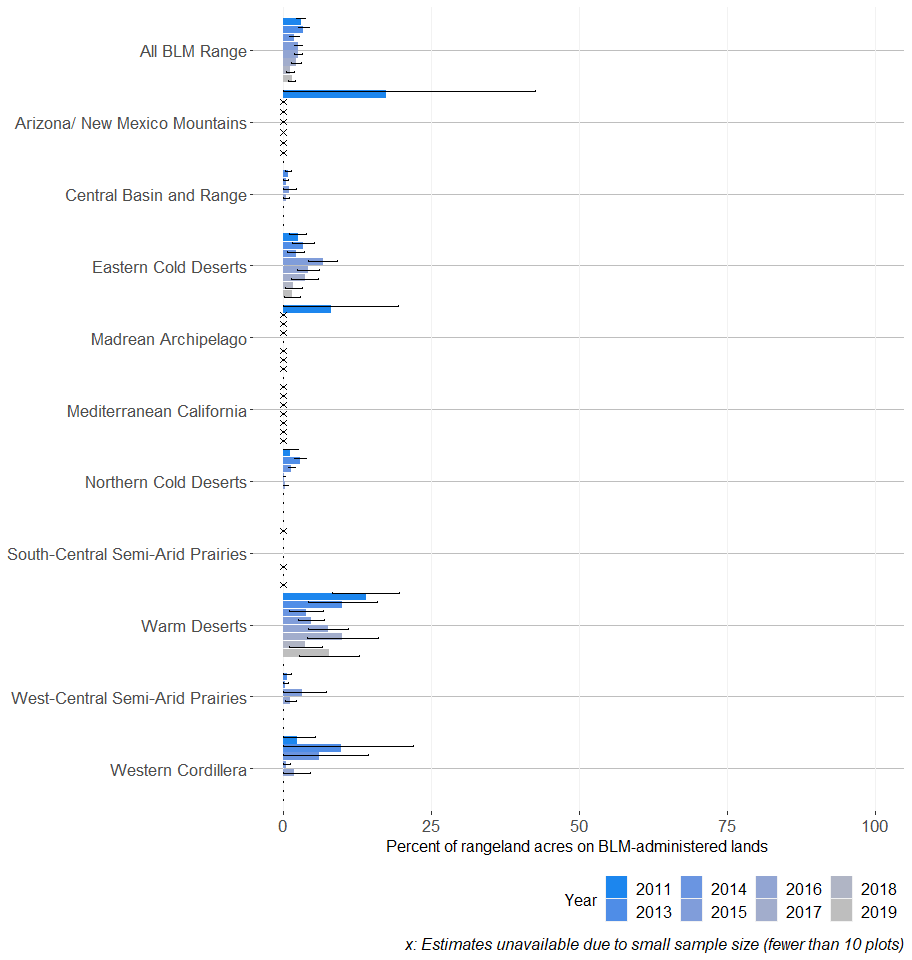 All BLM Range
Arizona/ New Mexico Mountains
Central Basin and Range
Eastern Cold Deserts
Madrean Archipelago
Mediterranean California
Northern Cold Deserts
South-Central Semi-Arid Prairies
Warm Deserts
West-Central Semi-Arid Prairies
Western Cordillera
0 25 50 75 100
Percent of rangeland acres on BLM-administered lands
Year
2011 2014 2016 2018
2013 2015 2017 2019
x: Estimates unavailable due to small sample size (fewer than 10 plots)